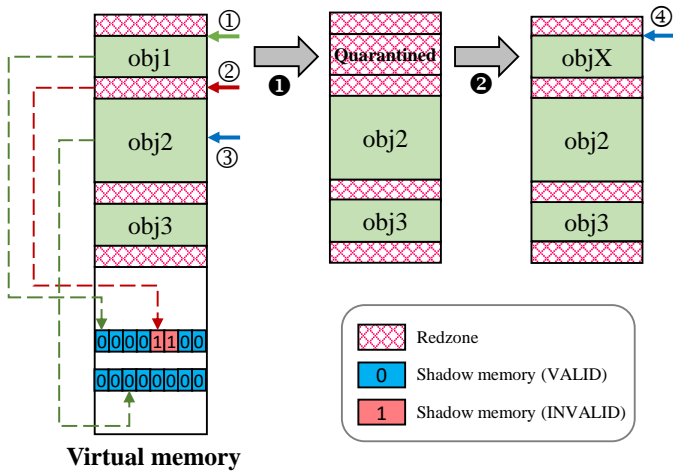 ①
obj1
②
obj2
③
obj3
0 0 0 0 1 1 0 0
0 0 0 0 0 0 0 0
Virtual memory
❶
Quarantined
obj2
obj3
❷
④
objX
obj2
obj3
Redzone
0 Shadow memory (VALID)
1 Shadow memory (INVALID)